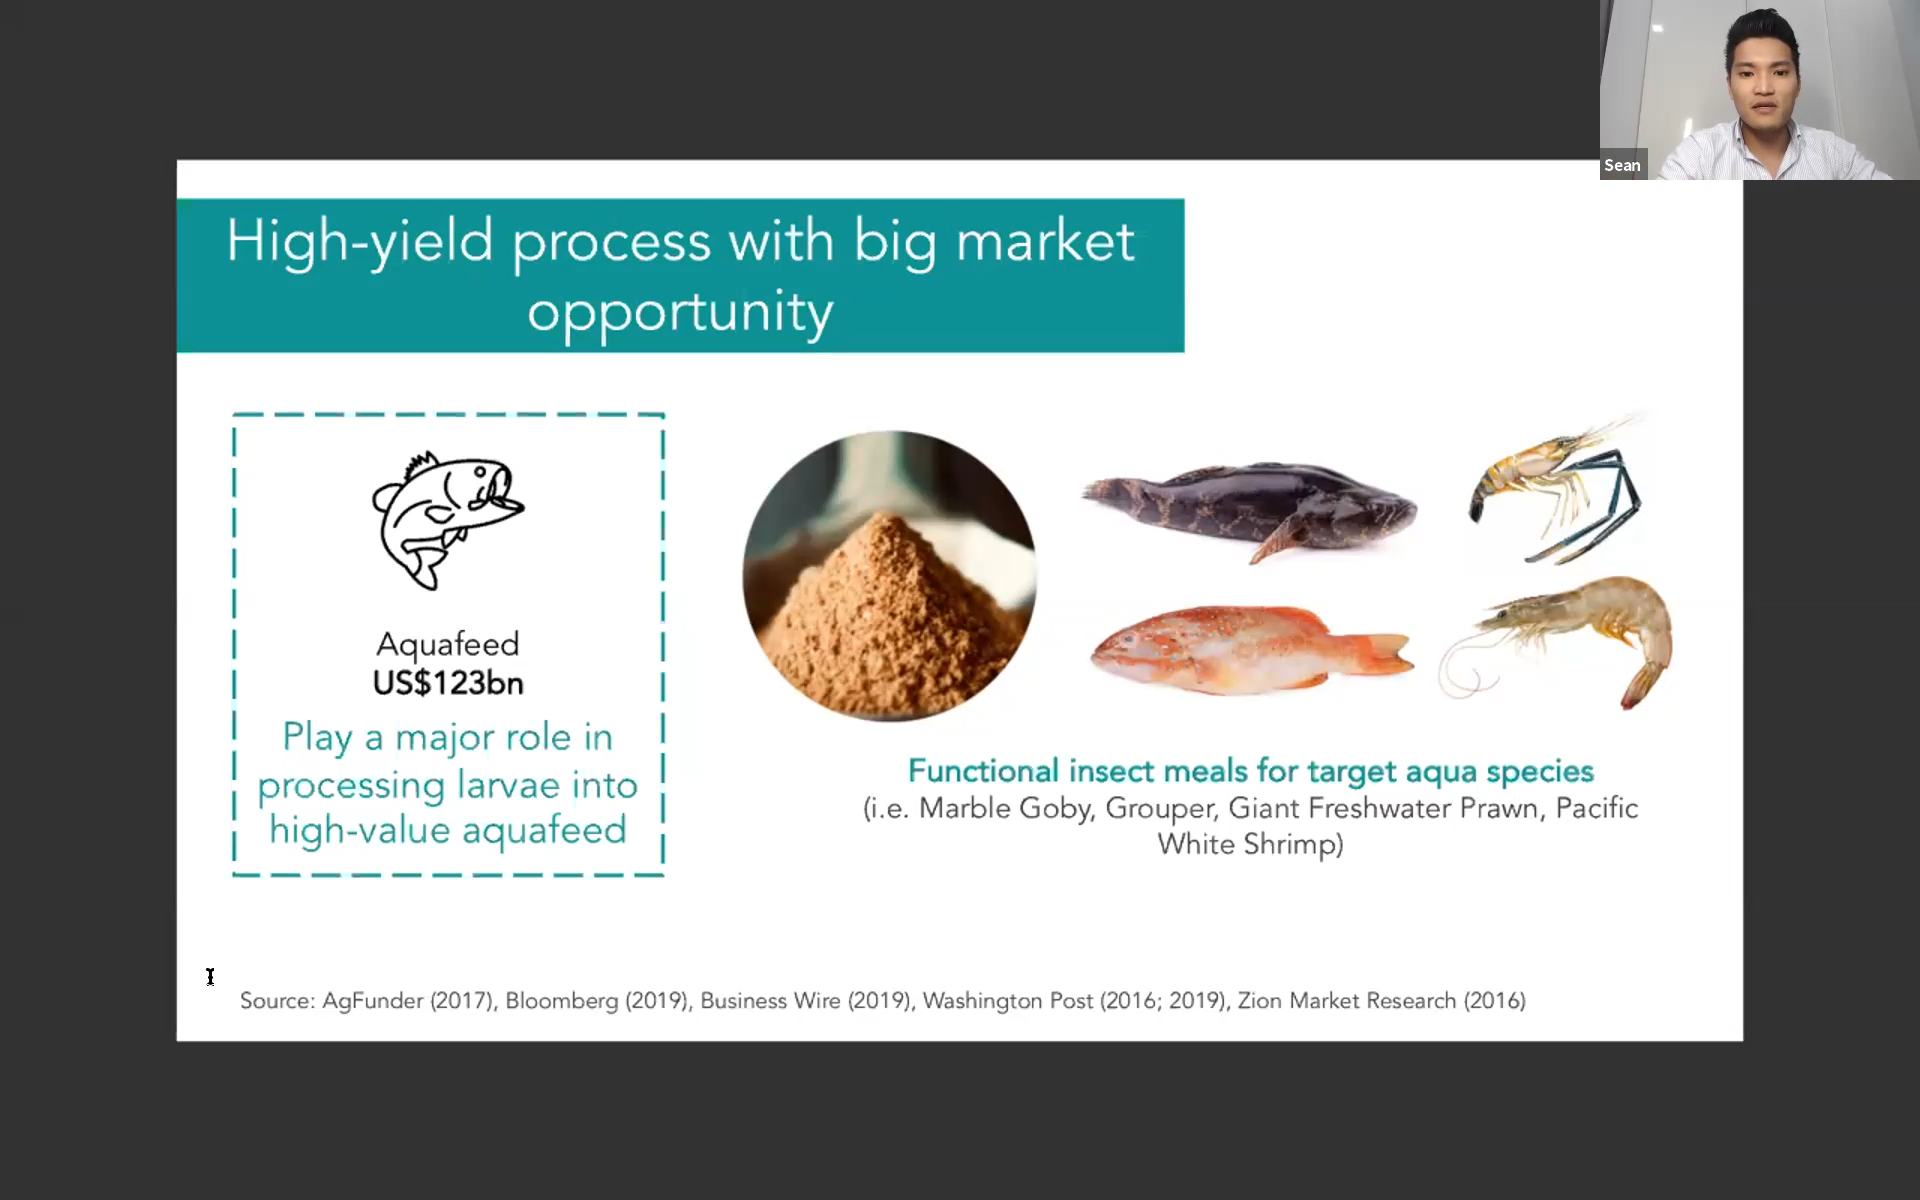 Sean
High-yield process with big market
opportunity
Aquafeed
US$123bn
Play a major role in
processing larvae into
high-value aquafeed
Functional insect meals for target aqua species
(i.e. Marble Goby, Grouper, Giant Freshwater Prawn, Pacific
White Shrimp)
Source: AgFunder (2017), Bloomberg (2019), Business Wire (2019), Washington Post (2016; 2019), Zion Market Research (2016)